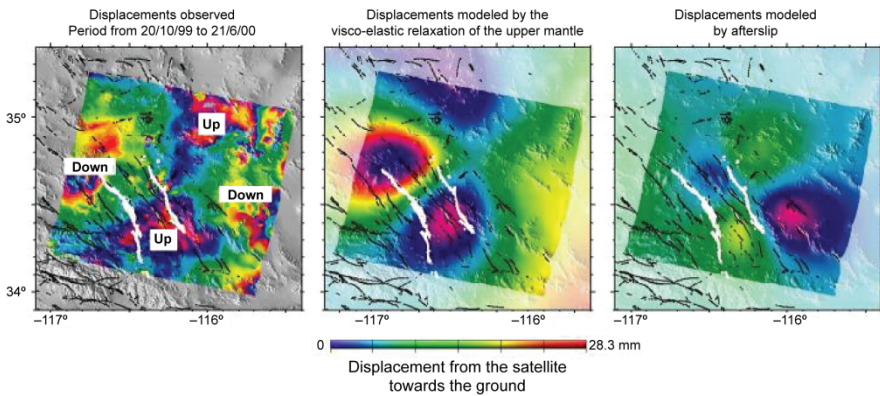 Displacements observed
Period from 20/10/99 to 21/6/00
Displacements modeled by the
visco-elastic relaxation of the upper mantle
Displacements modeled
by afterslip
35°
34°
Up
Down
Down
Up
–117°
–116°
–117°
–116°
–117°
–116°
0
28.3 mm
Displacement from the satellite
towards the ground